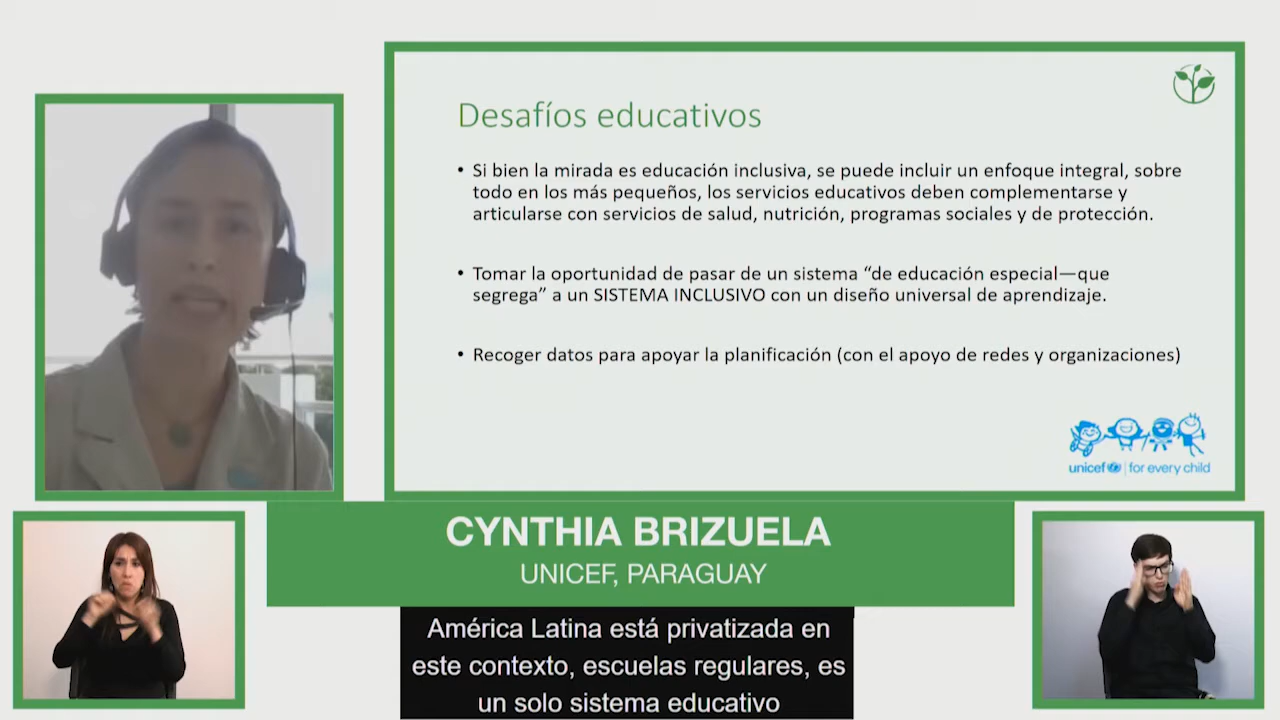 Desafíos educativos
• Si bien la mirada es educación inclusiva, se puede incluir un enfoque integral, sobre
todo en los más pequeños, los servicios educativos deben complementarse y
articularse con servicios de salud, nutrición, programas sociales y de protección.
• Tomar la oportunidad de pasar de un sistema “de educación especial—que
segrega” a un SISTEMA INCLUSIVO con un diseño universal de aprendizaje.
• Recoger datos para apoyar la planificación (con el apoyo de redes y organizaciones)
unicef | for every child
CYNTHIA BRIZUELA
UNICEF, PARAGUAY
América Latina está privatizada en
este contexto, escuelas regulares, es
un solo sistema educativo